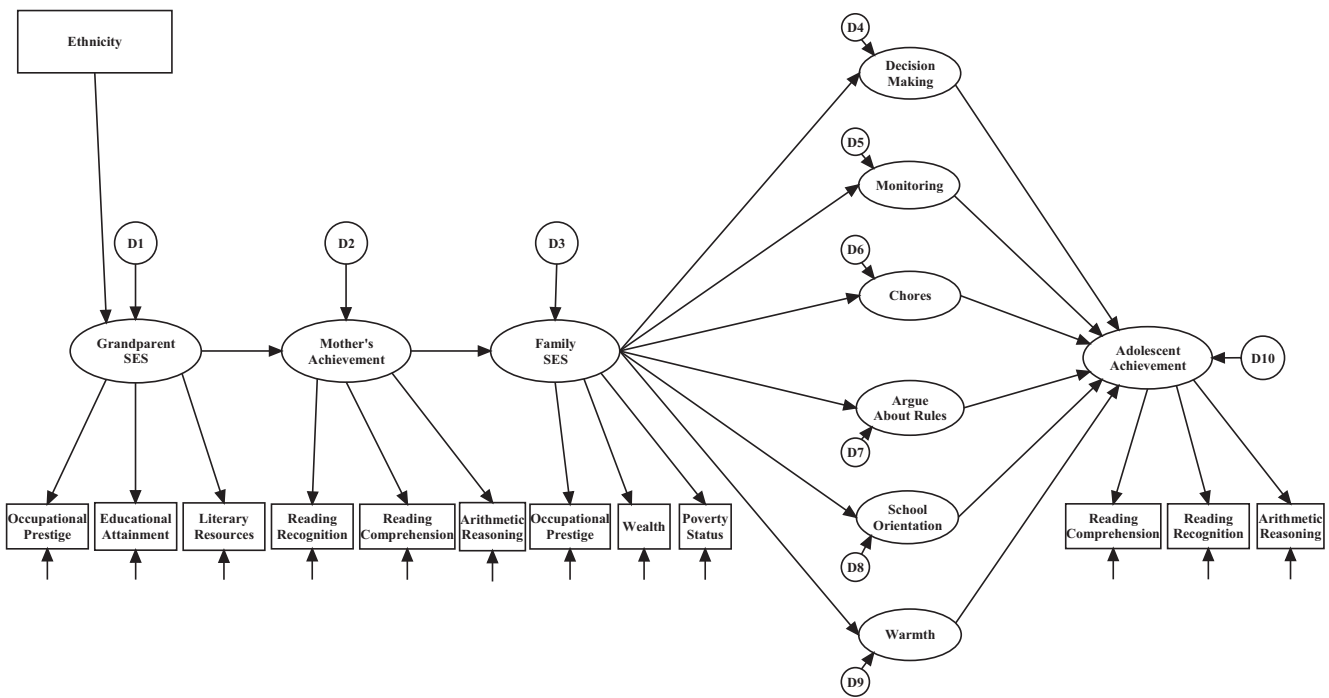 Ethnicity
D1
D2
D3
Grandparent
SES
Mother's
Achievement
Family
SES
Occupational
Prestige
Educational
Attainment
Literary
Resources
Reading
Recognition
Reading
Comprehension
Arithmetic
Reasoning
Occupational
Prestige
Wealth
Poverty
Status
D4
Decision
Making
D5
Monitoring
D6
Chores
Argue
About Rules
D7
School
Orientation
D8
Warmth
D9
Adolescent
Achievement
D10
Reading
Comprehension
Reading
Recognition
Arithmetic
Reasoning